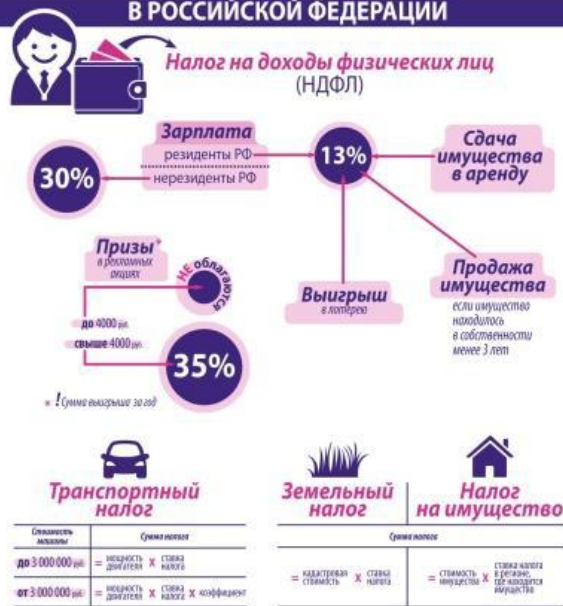 В РОССИЙСКОЙ ФЕДЕРАЦИИ
Налог на доходы физических лиц
(НДФЛ)
Зарплата
резиденты РФ
нерезиденты РФ
30%
13%
Сдача
имущества
в аренду
Призы*
в рекламных
акциях
НЕ облагаются
до 4000 руб.
свыше 4000 руб.
35%
* ! Сумма выигрыша за год
Выигрыш
в лотерею
Продажа
имущества
если имущество
находилось
в собственности
менее 3 лет
Транспортный
налог
Стоимость
машины
Сумма налога
до 3 000 000 руб.
= мощность двигателя x ставка налога
от 3 000 000 руб.
= мощность двигателя x ставка налога x коэффициент
Земельный
налог
Налог
на имущество
Сумма налога
= кадастровая стоимость x ставка налога
= стоимость имущества x ставка налога
в регионе,
где находится
имущество